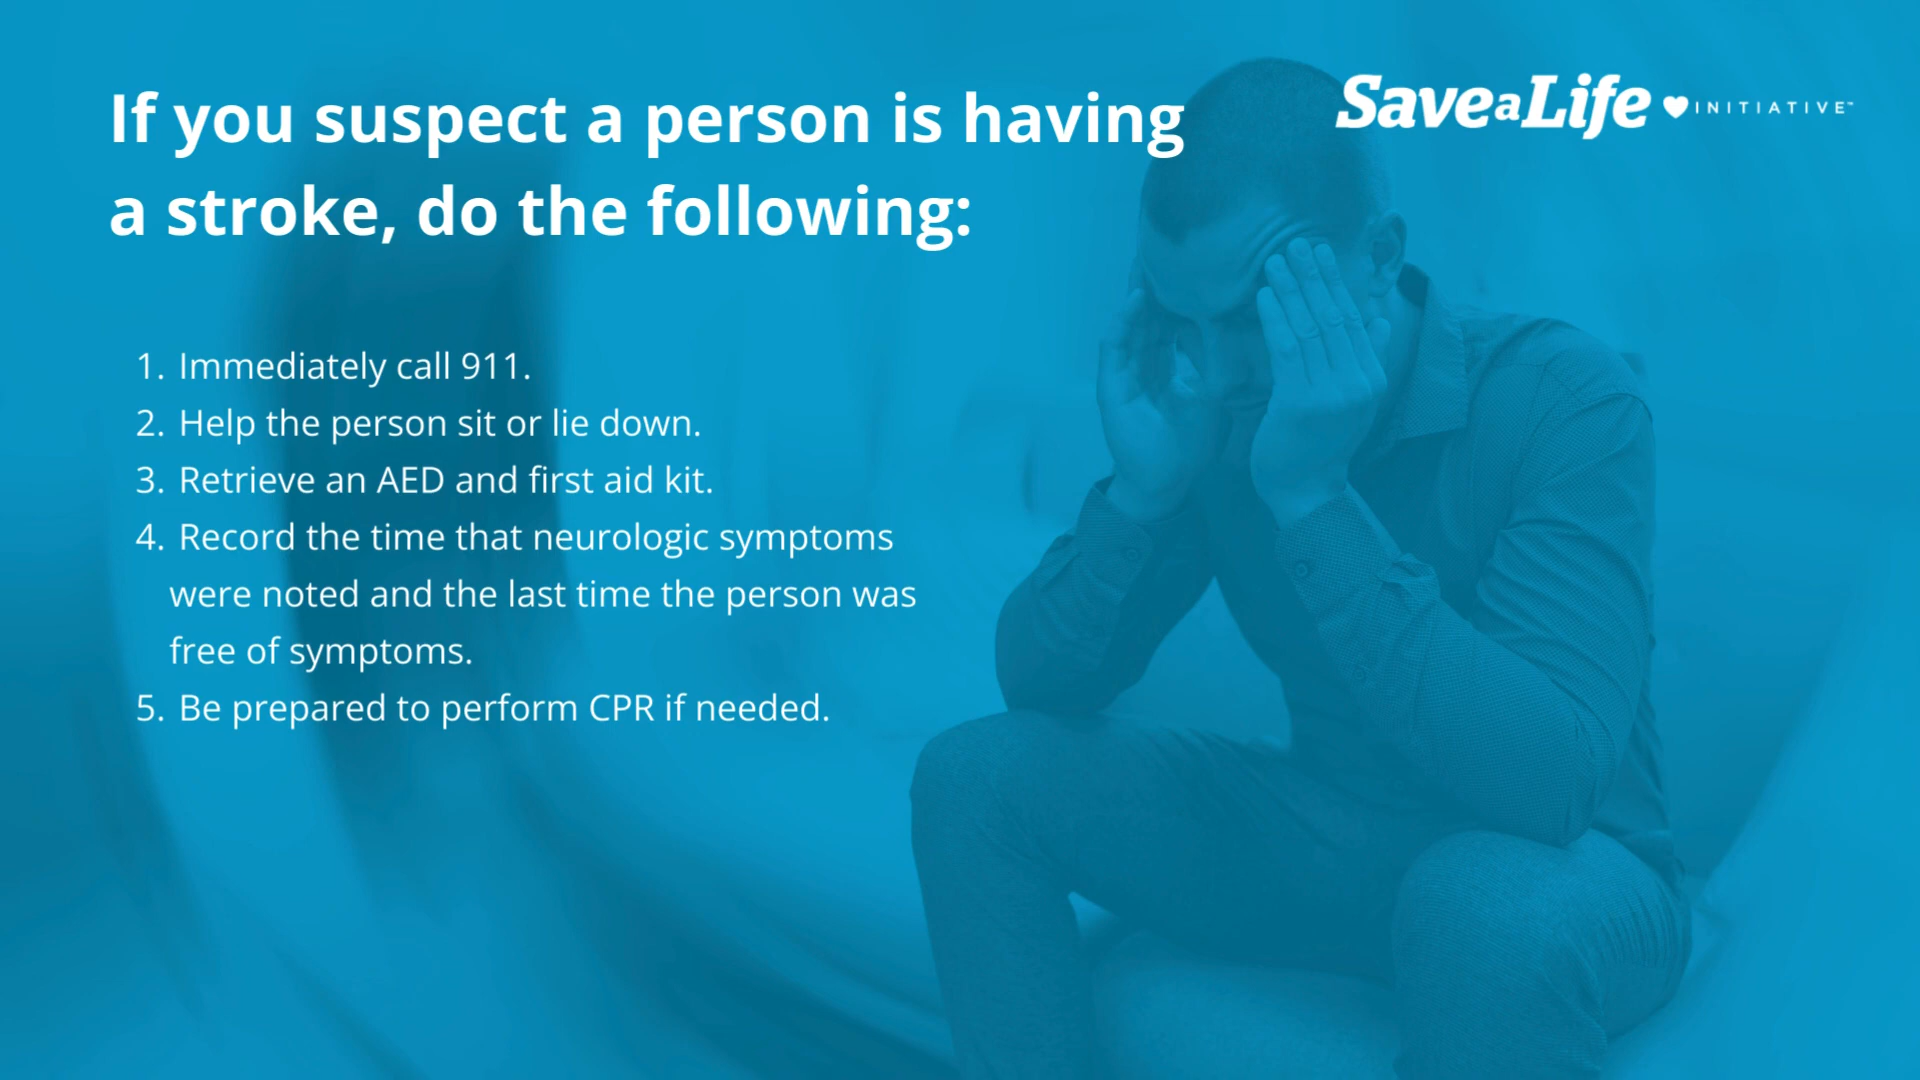 If you suspect a person is having
a stroke, do the following:
SaveaLife INITIATIVE™
1. Immediately call 911.
2. Help the person sit or lie down.
3. Retrieve an AED and first aid kit.
4. Record the time that neurologic symptoms
were noted and the last time the person was
free of symptoms.
5. Be prepared to perform CPR if needed.